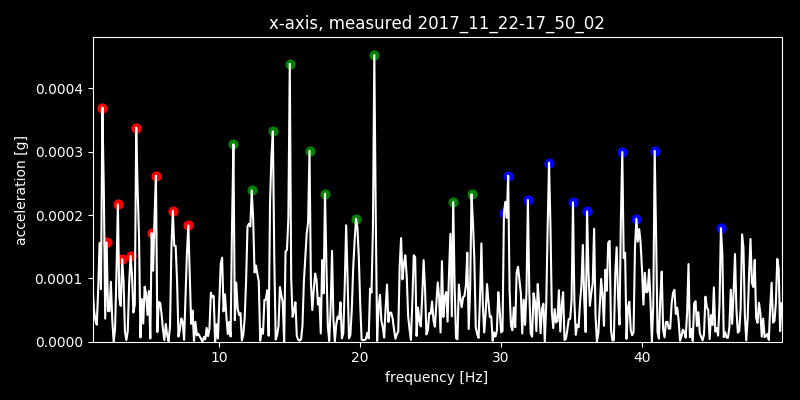 x-axis, measured 2017_11_22-17_50_02
acceleration [g]
0.0004
0.0003
0.0002
0.0001
0.0000
10 20 30 40
frequency [Hz]